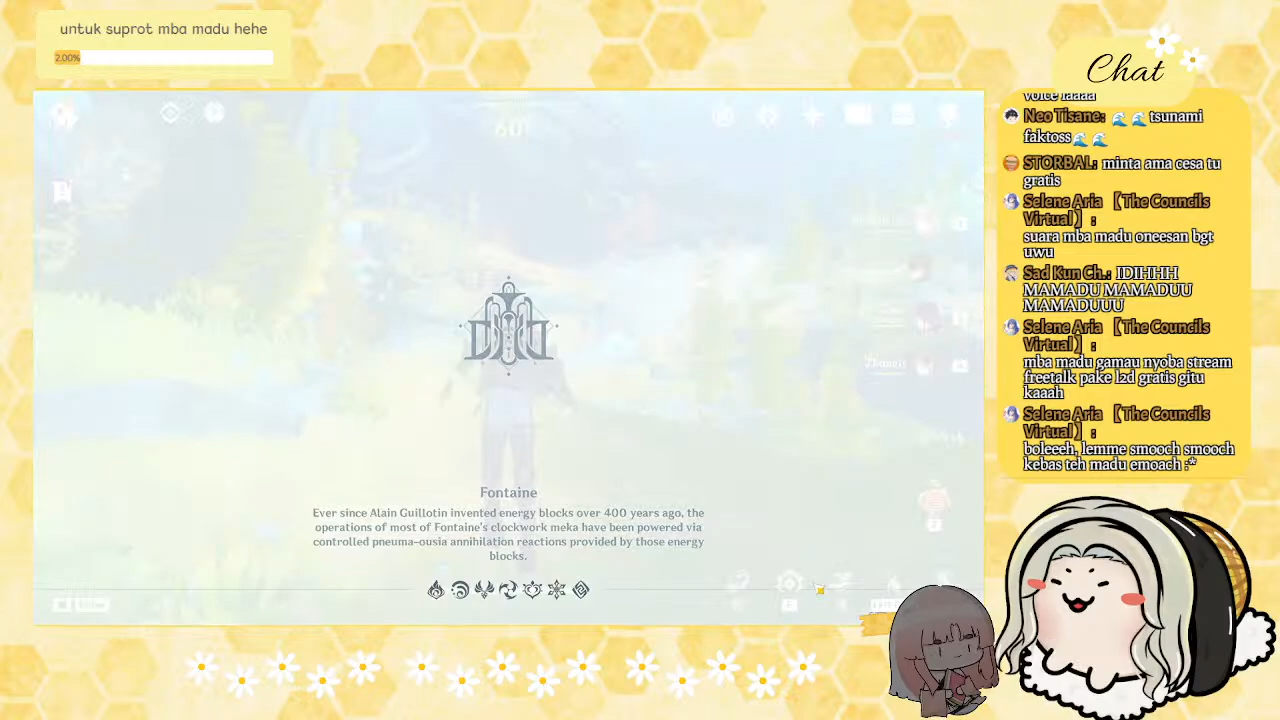 untuk suprot mba madu hehe
2.00%
Chat
voice laaaa
Neo Tisane: 🌊 🌊 tsunami
faktoss🌊 🌊
STORBAL: minta ama cesa tu
gratis
Selene Aria 【The Councils
Virtual】 :
suara mba madu oneesan bgt
uwu
Sad Kun Ch.: IDIHHH
MAMADU MAMADUU
MAMADUUU
Selene Aria 【The Councils
Virtual】 :
mba madu gamau nyoba stream
freetalk pake l2d gratis gitu
kaaah
Selene Aria 【The Councils
Virtual】 :
boleeeh, lemme smooch smooch
kebas teh madu emoach :*
Fontaine
Ever since Alain Guillotin invented energy blocks over 400 years ago, the
operations of most of Fontaine's clockwork meka have been powered via
controlled pneuma-ousia annihilation reactions provided by those energy
blocks.